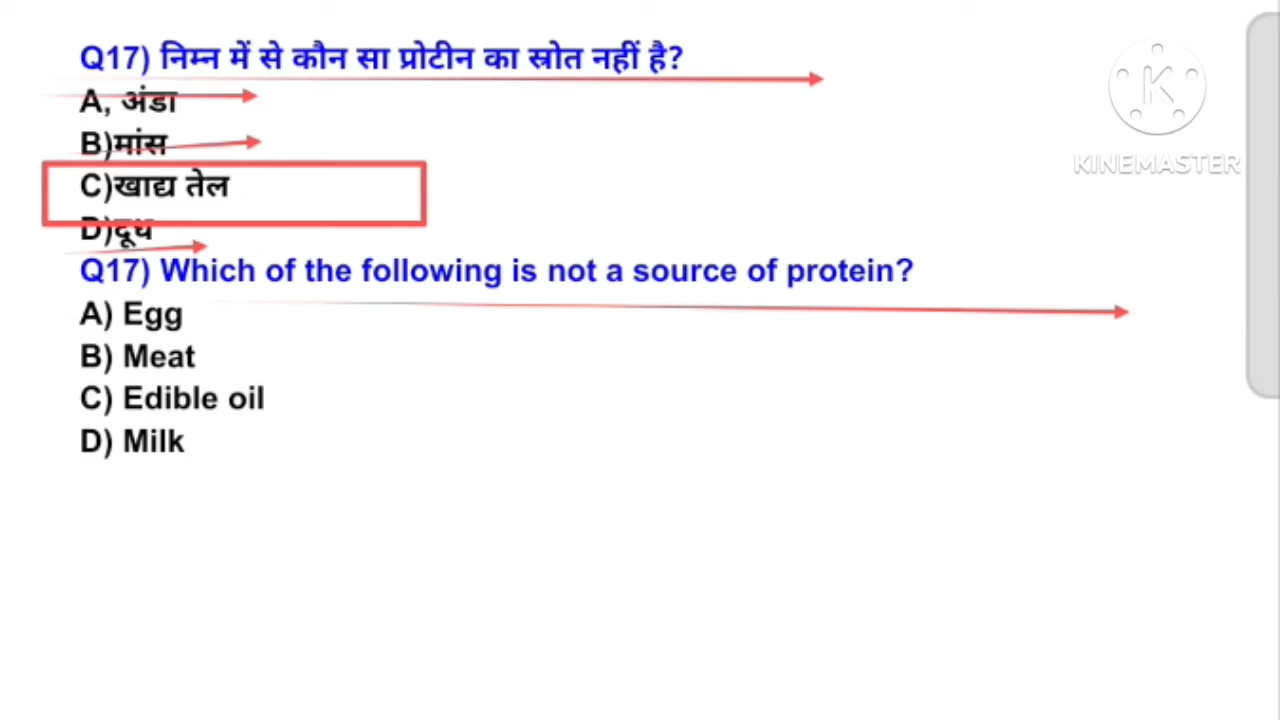 Q17) निम्न में से कौन सा प्रोटीन का स्रोत नहीं है?
A, अंडा
B)मांस
C)खाद्य तेल
D)दूध
Q17) Which of the following is not a source of protein?
A) Egg
B) Meat
C) Edible oil
D) Milk
K
KINEMASTER